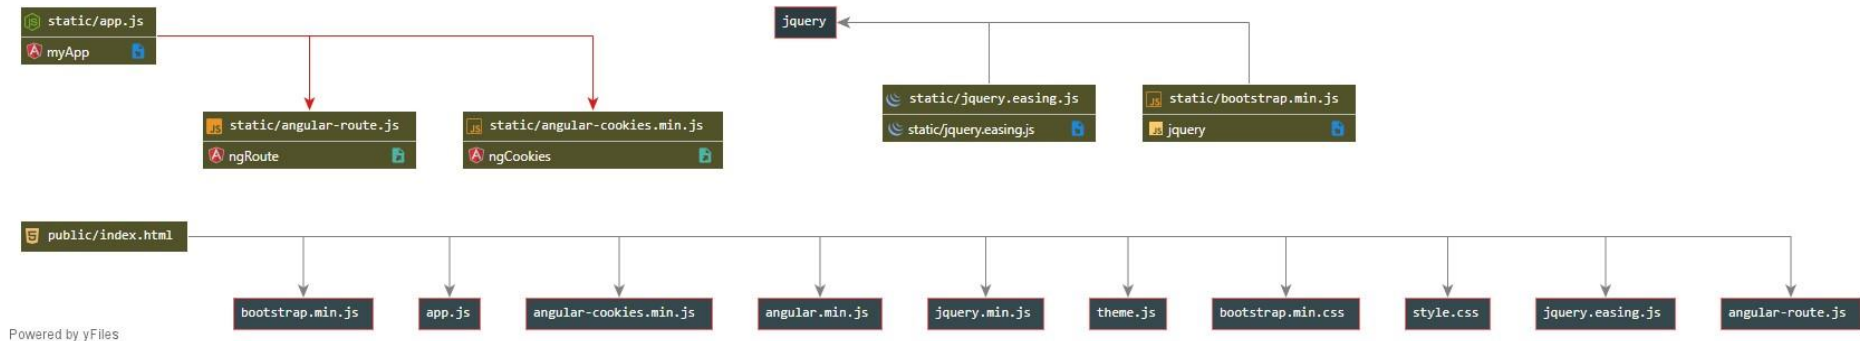 static/app.js
myApp
jquery
static/jquery.easing.js
static/jquery.easing.js
static/bootstrap.min.js
jquery
static/angular-route.js
ngRoute
static/angular-cookies.min.js
ngCookies
public/index.html
bootstrap.min.js
app.js
angular-cookies.min.js
angular.min.js
jquery.min.js
theme.js
bootstrap.min.css
style.css
jquery.easing.js
angular-route.js
Powered by yFiles